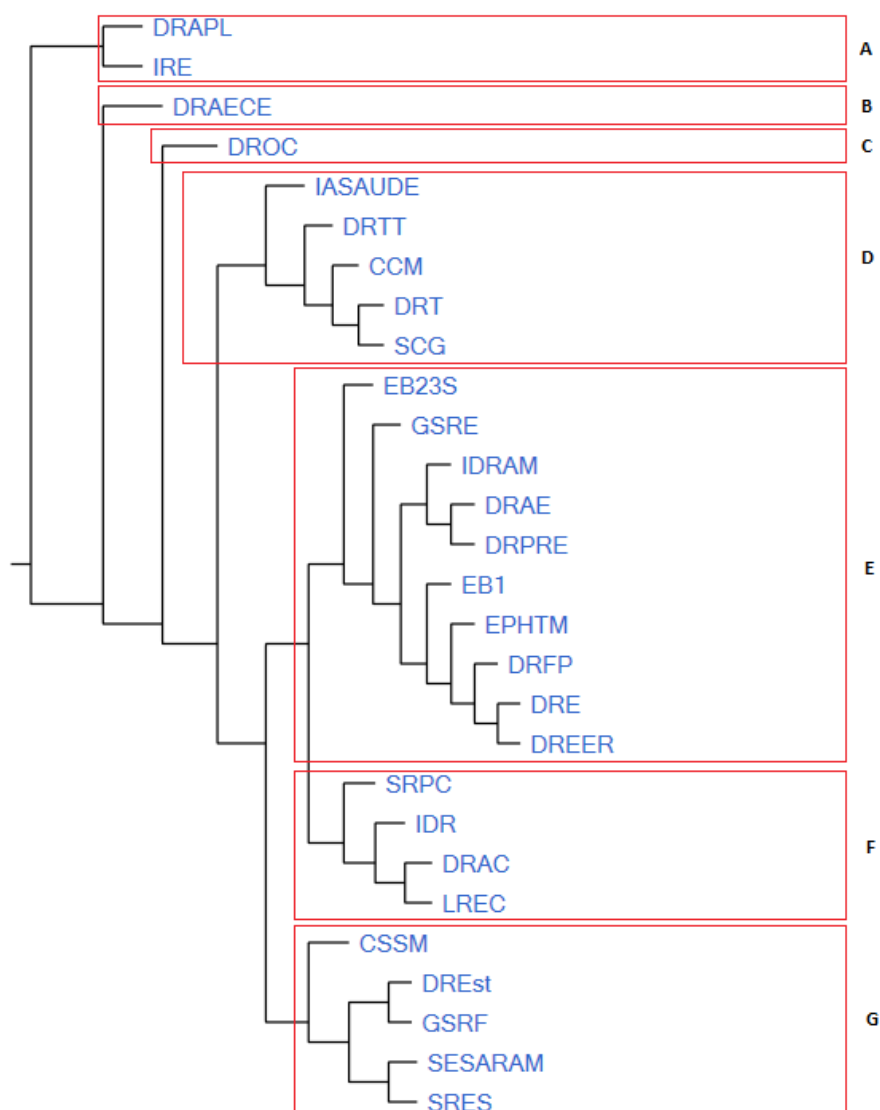 DRAPL
A
IRE
DRAECE
B
DROC
C
IASAUDE
DRTT
D
CCM
DRT
SCG
EB23S
GSRE
IDRAM
DRAE
DRPRE
E
EB1
EPHTM
DRFP
DRE
DREER
SRPC
IDR
F
DRAC
LREC
CSSM
DREst
G
GSRF
SESARAM
SRES